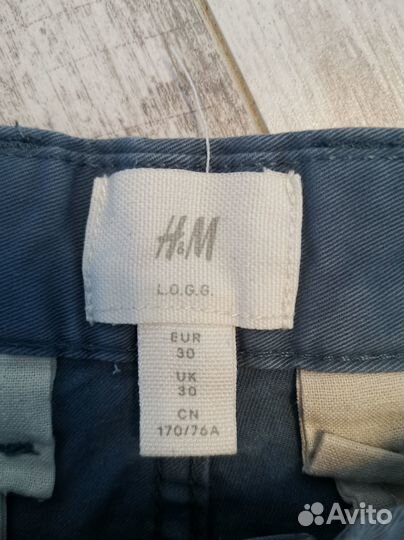 H&M
L.O.G.G.
EUR
30
UK
30
CN
170/76A
Avito